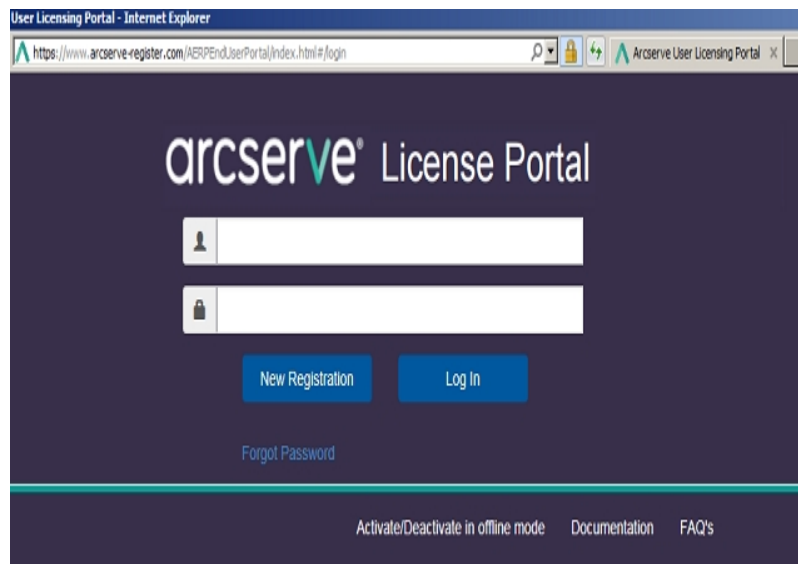 User Licensing Portal - Internet Explorer
https://www.arcserve-register.com/AERPEndUserPortal/index.html#/login
Arcserve User Licensing Portal
arcserve® License Portal
New Registration
Log In
Forgot Password
Activate/Deactivate in offline mode
Documentation
FAQ's